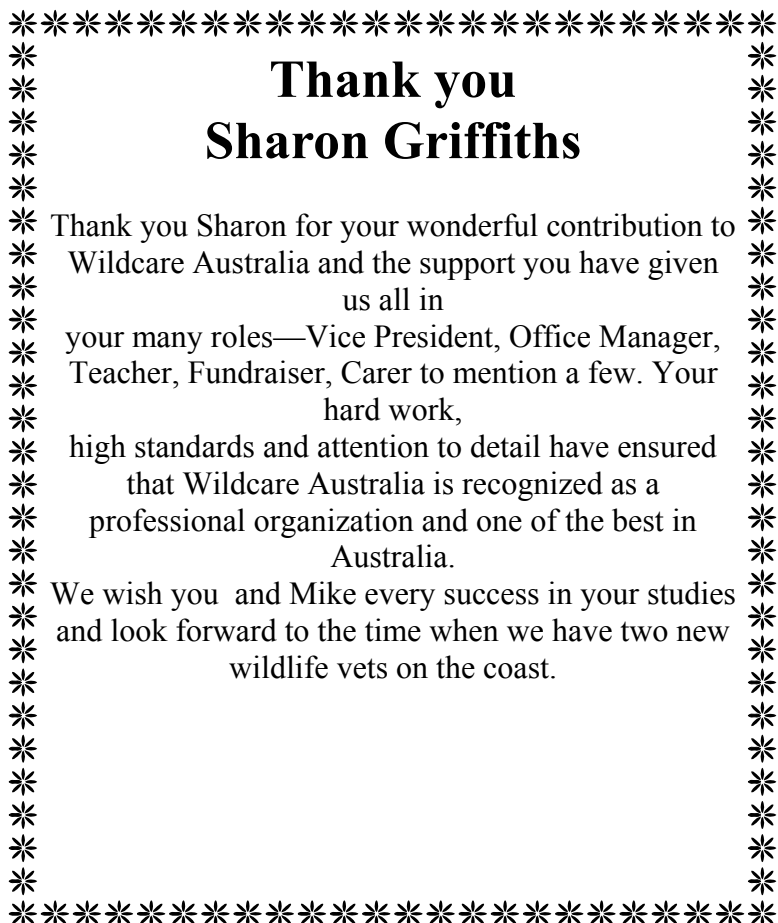 Thank you
Sharon Griffiths
Thank you Sharon for your wonderful contribution to
Wildcare Australia and the support you have given
us all in
your many roles—Vice President, Office Manager,
Teacher, Fundraiser, Carer to mention a few. Your
hard work,
high standards and attention to detail have ensured
that Wildcare Australia is recognized as a
professional organization and one of the best in
Australia.
We wish you  and Mike every success in your studies
and look forward to the time when we have two new
wildlife vets on the coast.